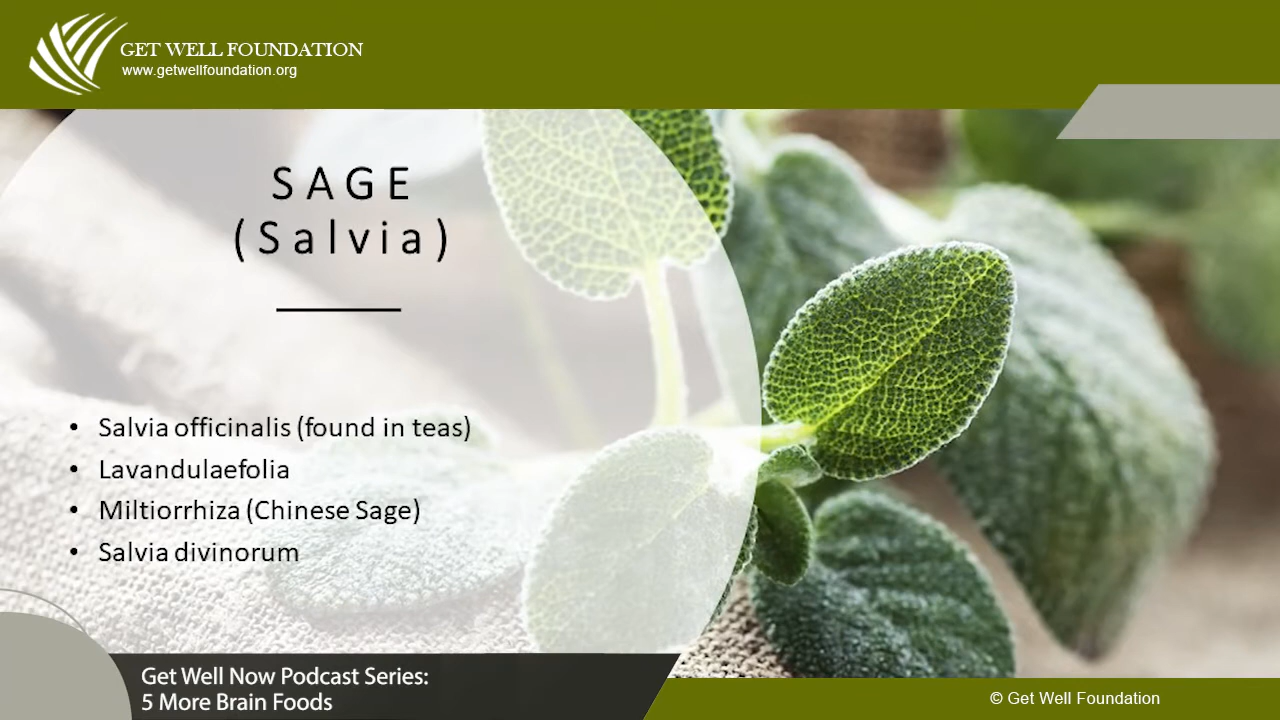 GET WELL FOUNDATION
www.getwellfoundation.org
SAGE
(Salvia)
• Salvia officinalis (found in teas)
• Lavandulaefolia
• Miltiorrhiza (Chinese Sage)
• Salvia divinorum
Get Well Now Podcast Series:
5 More Brain Foods
© Get Well Foundation